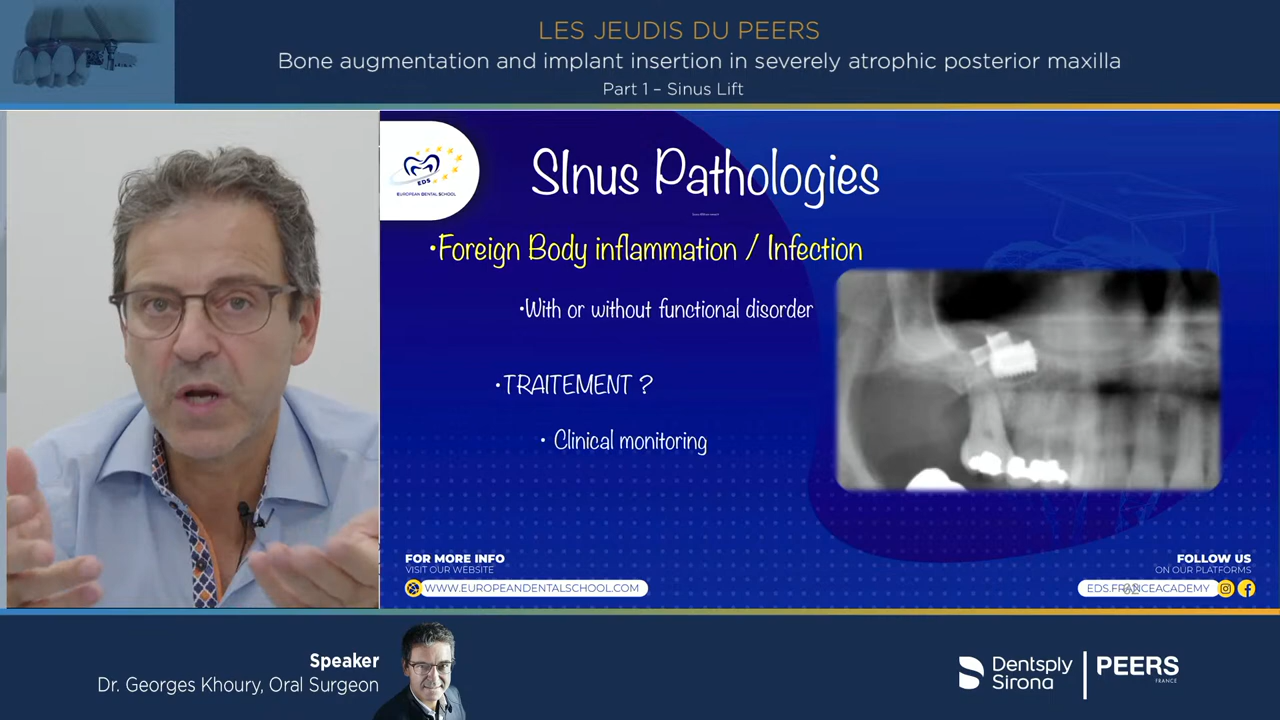 LES JEUDIS DU PEERS
Bone augmentation and implant insertion in severely atrophic posterior maxilla
Part 1 – Sinus Lift
EDS
EUROPEAN DENTAL SCHOOL
SInus Pathologies
•Foreign Body inflammation / Infection
•With or without functional disorder
•TRAITEMENT ?
• Clinical monitoring
FOR MORE INFO
VISIT OUR WEBSITE
WWW.EUROPEANDENTALSCHOOL.COM
FOLLOW US
ON OUR PLATFORMS
EDS.FRANCEACADEMY
Speaker
Dr. Georges Khoury, Oral Surgeon
Dentsply
Sirona
PEERS
FRANCE